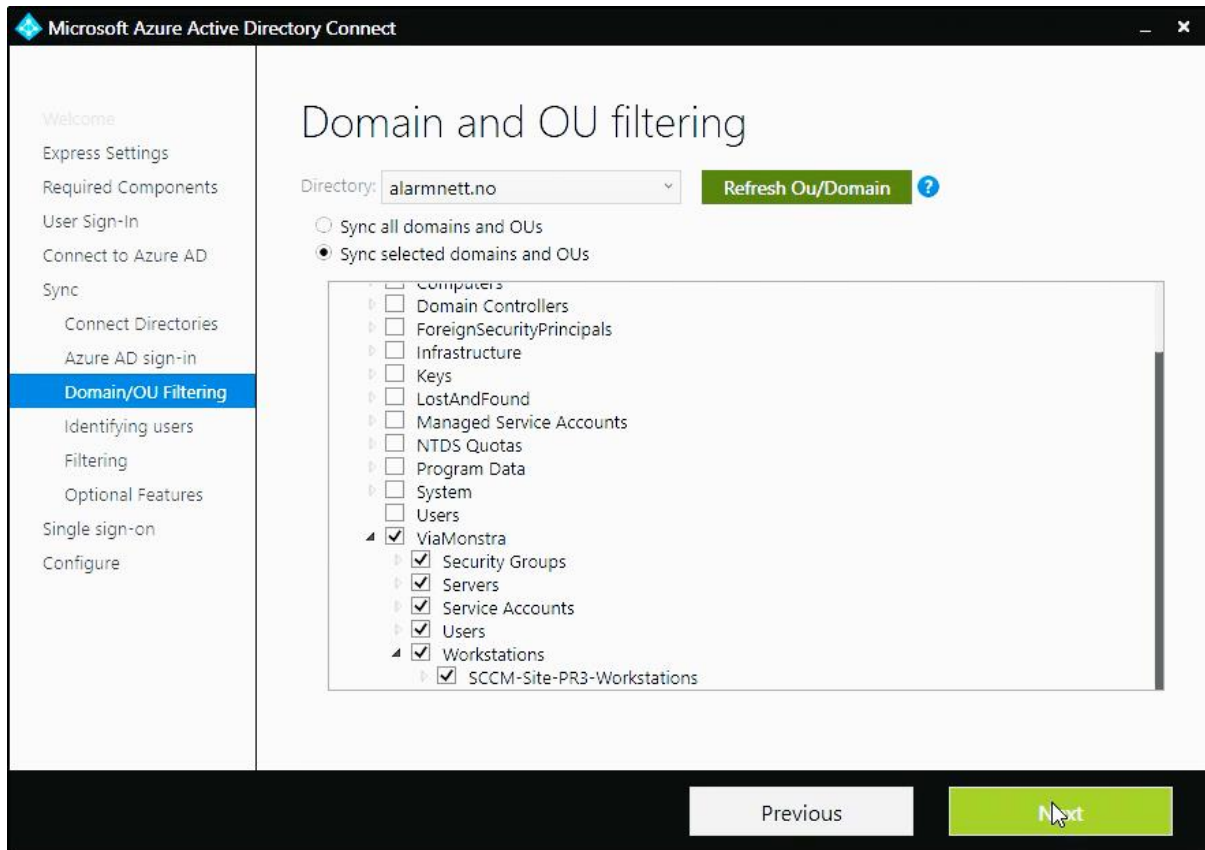 Microsoft Azure Active Directory Connect
Welcome
Express Settings
Required Components
User Sign-In
Connect to Azure AD
Sync
Connect Directories
Azure AD sign-in
Domain/OU Filtering
Identifying users
Filtering
Optional Features
Single sign-on
Configure
Domain and OU filtering
Directory: alarmnett.no Refresh Ou/Domain ?
Sync all domains and OUs
Sync selected domains and OUs
Computers
Domain Controllers
ForeignSecurityPrincipals
Infrastructure
Keys
LostAndFound
Managed Service Accounts
NTDS Quotas
Program Data
System
Users
ViaMonstra
Security Groups
Servers
Service Accounts
Users
Workstations
SCCM-Site-PR3-Workstations
Previous Next